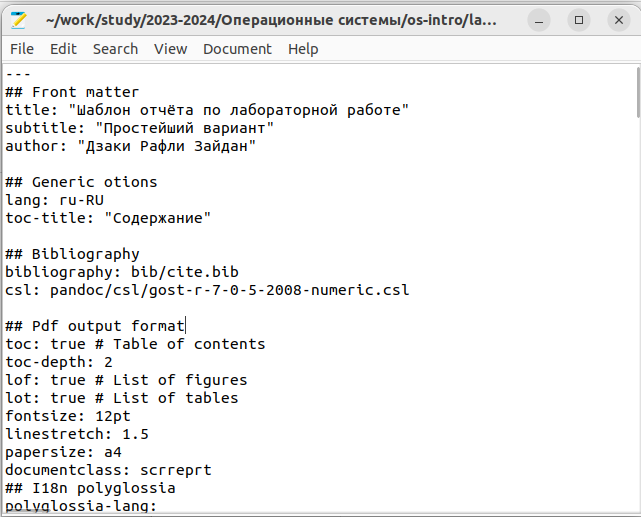 ~/work/study/2023-2024/Операционные системы/os-intro/la...
File Edit Search View Document Help
---
## Front matter
title: "Шаблон отчёта по лабораторной работе"
subtitle: "Простейший вариант"
author: "Дзаки Рафли Зайдан"
## Generic otions
lang: ru-RU
toc-title: "Содержание"
## Bibliography
bibliography: bib/cite.bib
csl: pandoc/csl/gost-r-7-0-5-2008-numeric.csl
## Pdf output format
toc: true # Table of contents
toc-depth: 2
lof: true # List of figures
lot: true # List of tables
fontsize: 12pt
linestretch: 1.5
papersize: a4
documentclass: scrreprt
## I18n polyglossia
polyglossia-lang: